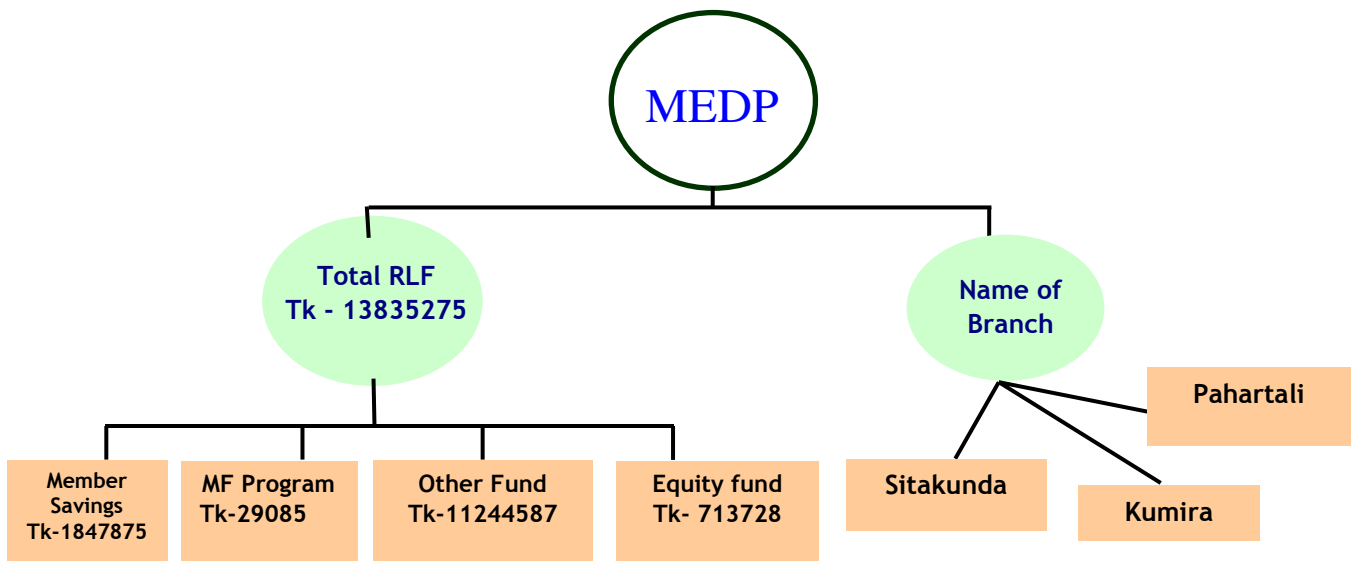 MEDP
Total RLF
Tk - 13835275
Name of
Branch
Pahartali
Member
Savings
Tk-1847875
MF Program
Tk-29085
Other Fund
Tk-11244587
Equity fund
Tk- 713728
Sitakunda
Kumira